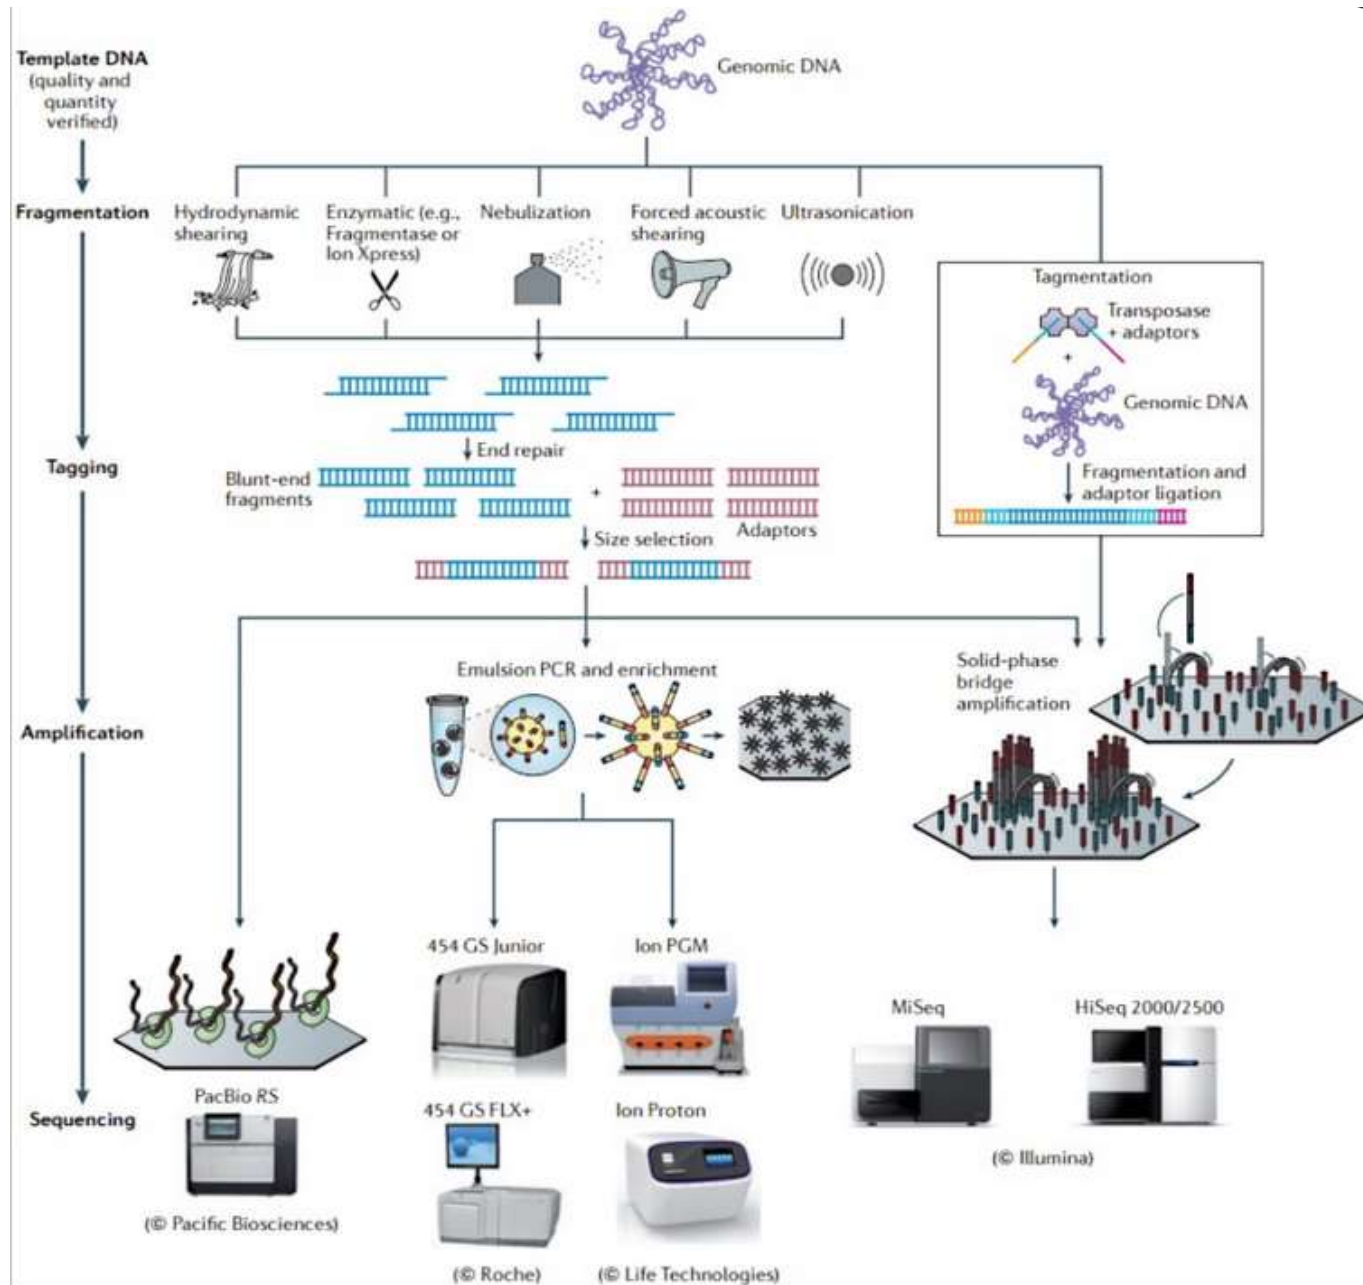 Template DNA
(quality and
quantity
verified)
Genomic DNA
Fragmentation
Hydrodynamic
shearing
Enzymatic (e.g.,
Fragmentase or
Ion Xpress)
Nebulization
Forced acoustic
shearing
Ultrasonication
Tagmentation
Transposase
+ adaptors
+
Genomic DNA
Fragmentation and
adaptor ligation
Tagging
End repair
Blunt-end
fragments
+
Adaptors
Size selection
Amplification
Emulsion PCR and enrichment
Solid-phase
bridge
amplification
Sequencing
PacBio RS
(© Pacific Biosciences)
454 GS Junior
454 GS FLX+
(© Roche)
Ion PGM
Ion Proton
(© Life Technologies)
MiSeq
HiSeq 2000/2500
(© Illumina)